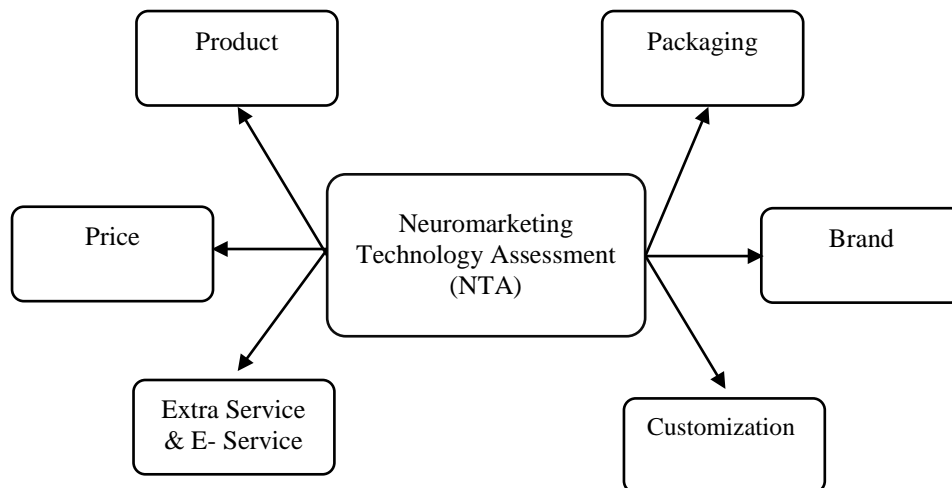 Product
Packaging
Neuromarketing
Technology Assessment
(NTA)
Price
Brand
Extra Service
& E- Service
Customization